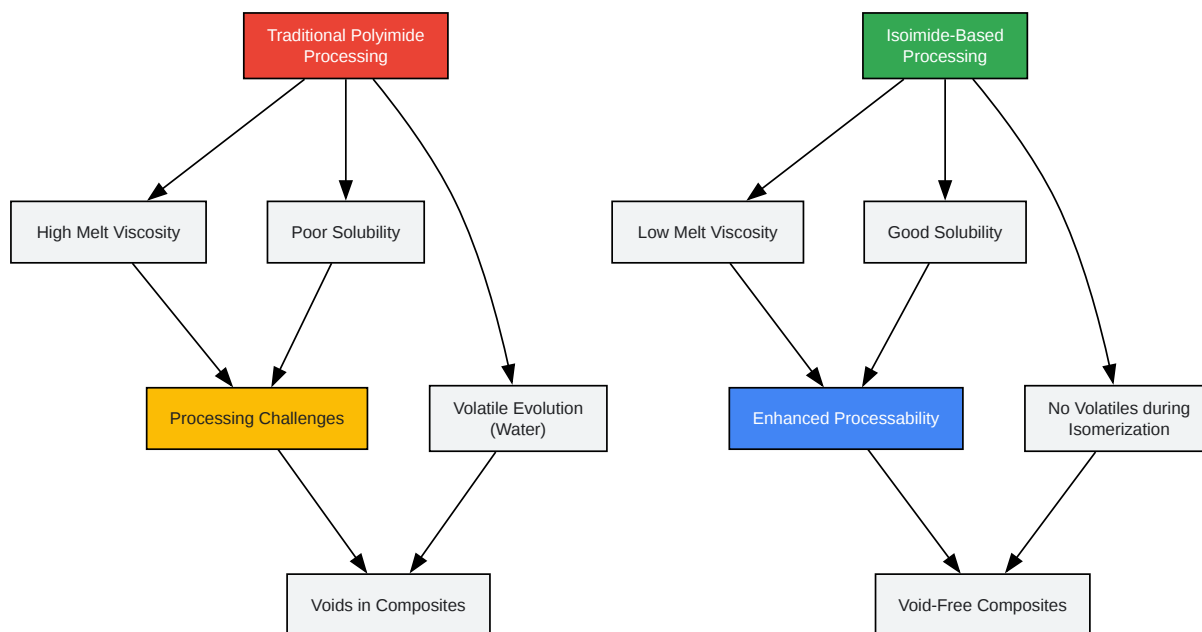 Traditional Polyimide
Processing
High Melt Viscosity
Poor Solubility
Processing Challenges
Volatile Evolution
(Water)
Voids in Composites
Isoimide-Based
Processing
Low Melt Viscosity
Good Solubility
Enhanced Processability
No Volatiles during
Isomerization
Void-Free Composites